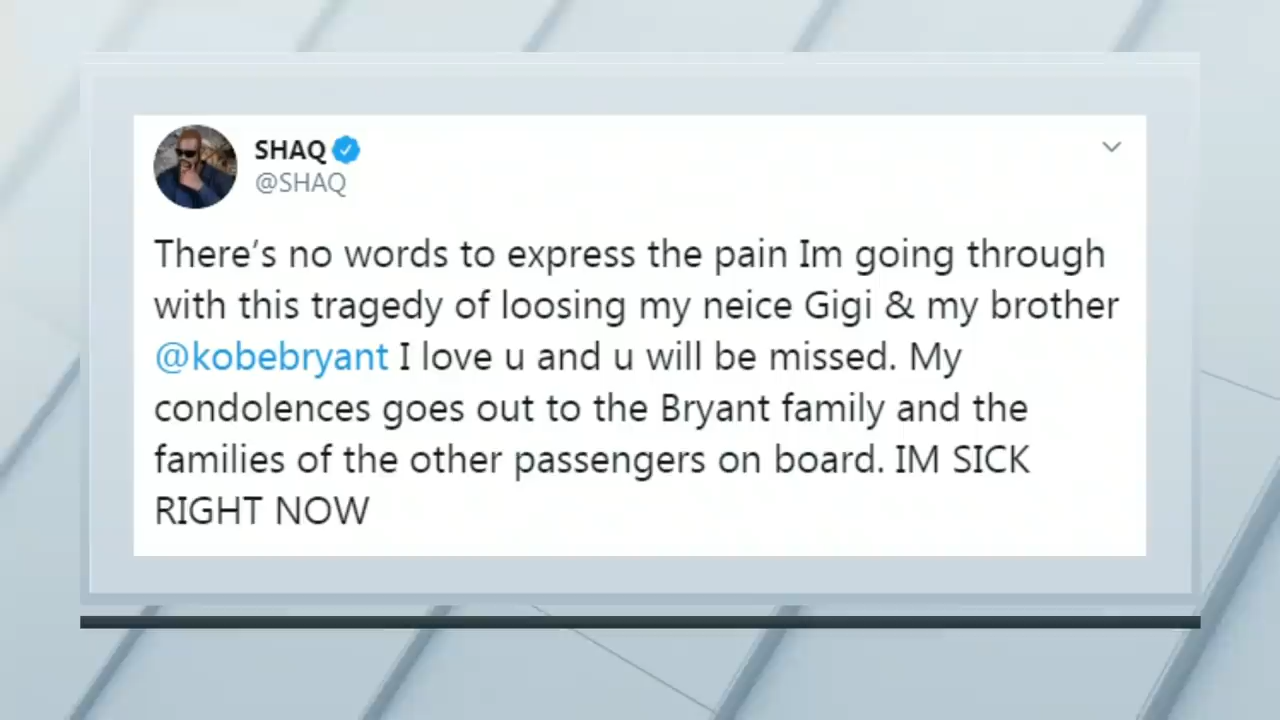 SHAQ
@SHAQ
There's no words to express the pain Im going through
with this tragedy of loosing my neice Gigi & my brother
@kobebryant I love u and u will be missed. My
condolences goes out to the Bryant family and the
families of the other passengers on board. IM SICK
RIGHT NOW